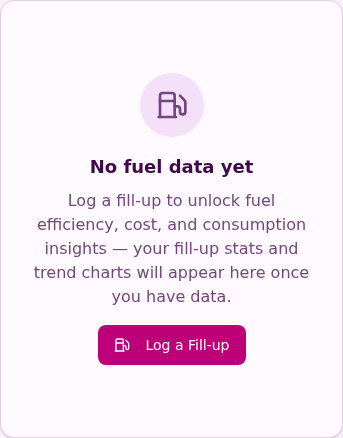 No fuel data yet
Log a fill-up to unlock fuel
efficiency, cost, and consumption
insights — your fill-up stats and
trend charts will appear here once
you have data.
Log a Fill-up